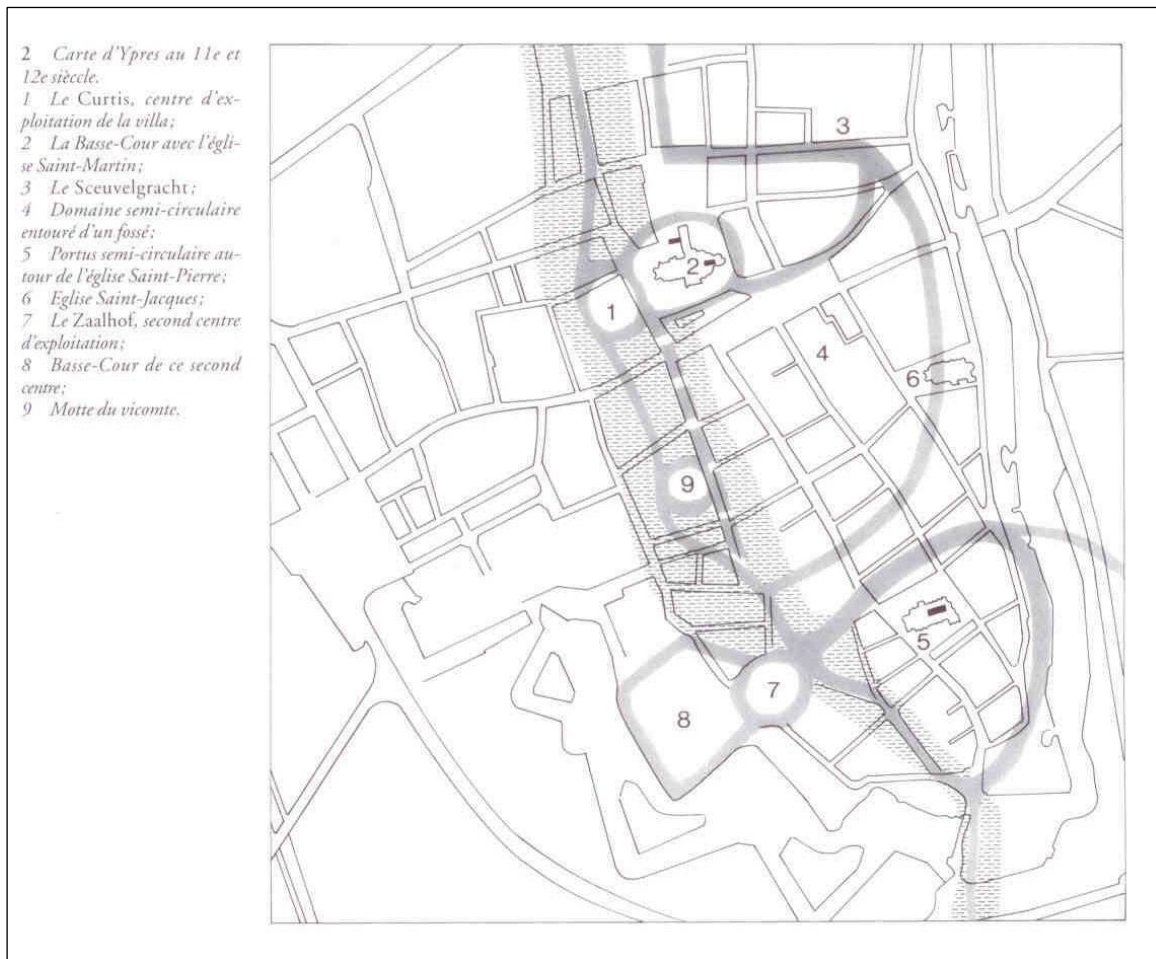 2 Carte d'Ypres au 11e et
12e sièccle.
1 Le Curtis, centre d'ex-
ploitation de la villa;
2 La Basse-Cour avec l'égli-
se Saint-Martin;
3 Le Sceuvelgracht;
4 Domaine semi-circulaire
entouré d'un fossé;
5 Portus semi-circulaire au-
tour de l'église Saint-Pierre;
6 Eglise Saint-Jacques;
7 Le Zaalhof, second centre
d'exploitation;
8 Basse-Cour de ce second
centre;
9 Motte du vicomte.
3
2
1
4
6
9
5
7
8